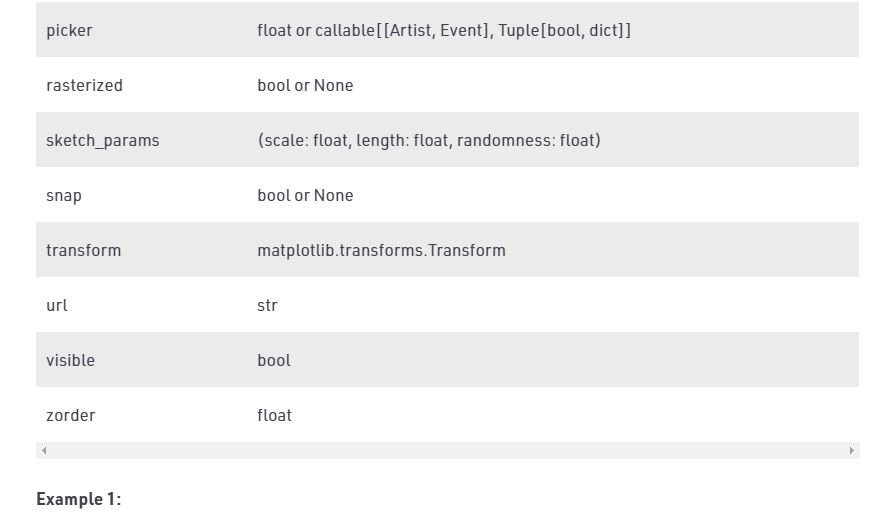 picker float or callable[[Artist, Event], Tuple[bool, dict]]
rasterized bool or None
sketch_params (scale: float, length: float, randomness: float)
snap bool or None
transform matplotlib.transforms.Transform
url str
visible bool
zorder float
Example 1: